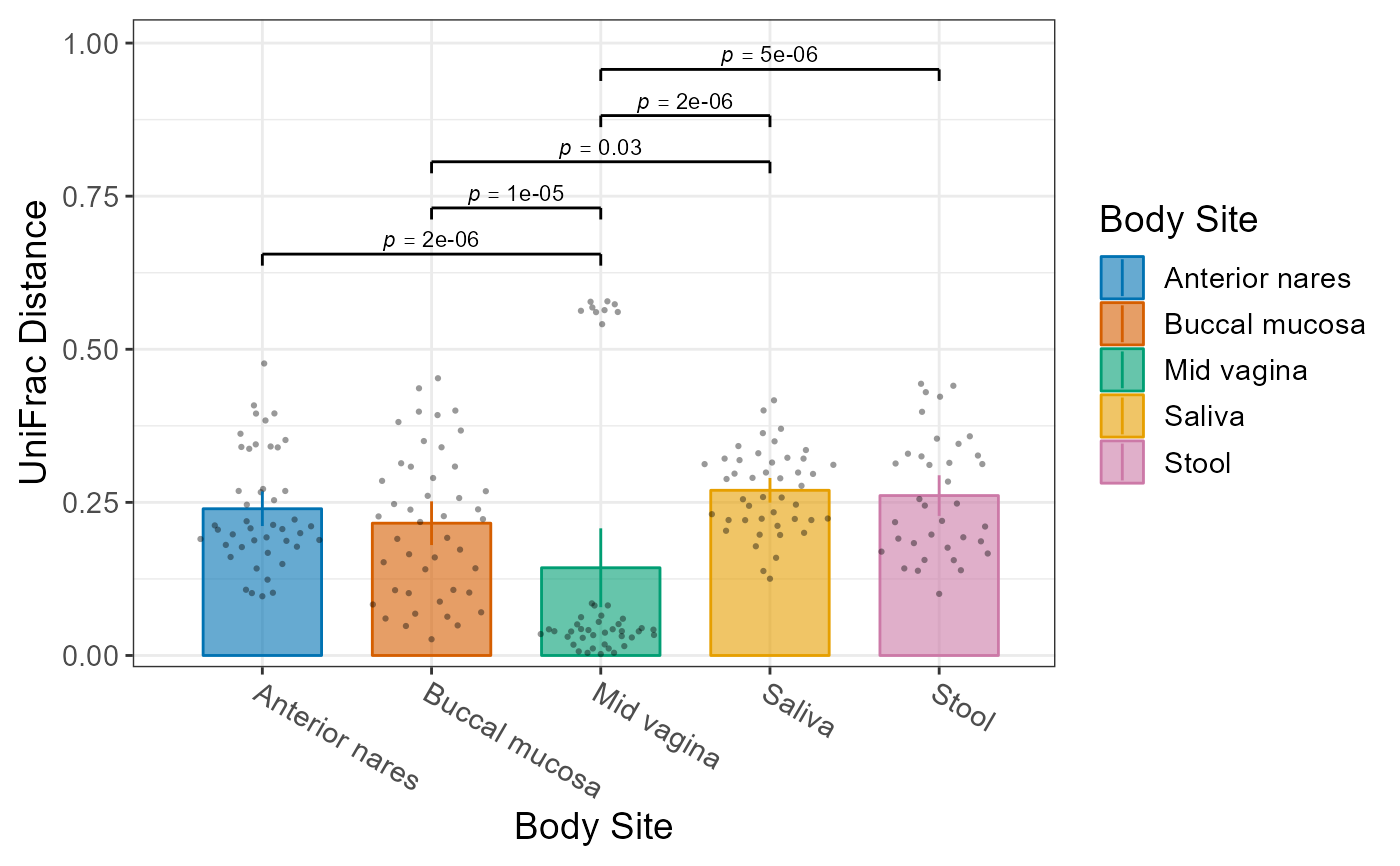 1.00
0.75
0.50
0.25
0.00
UniFrac Distance
p = 5e-06
p = 2e-06
p = 0.03
p = 1e-05
p = 2e-06
Anterior nares
Buccal mucosa
Mid vagina
Saliva
Stool
Body Site
Body Site
Anterior nares
Buccal mucosa
Mid vagina
Saliva
Stool